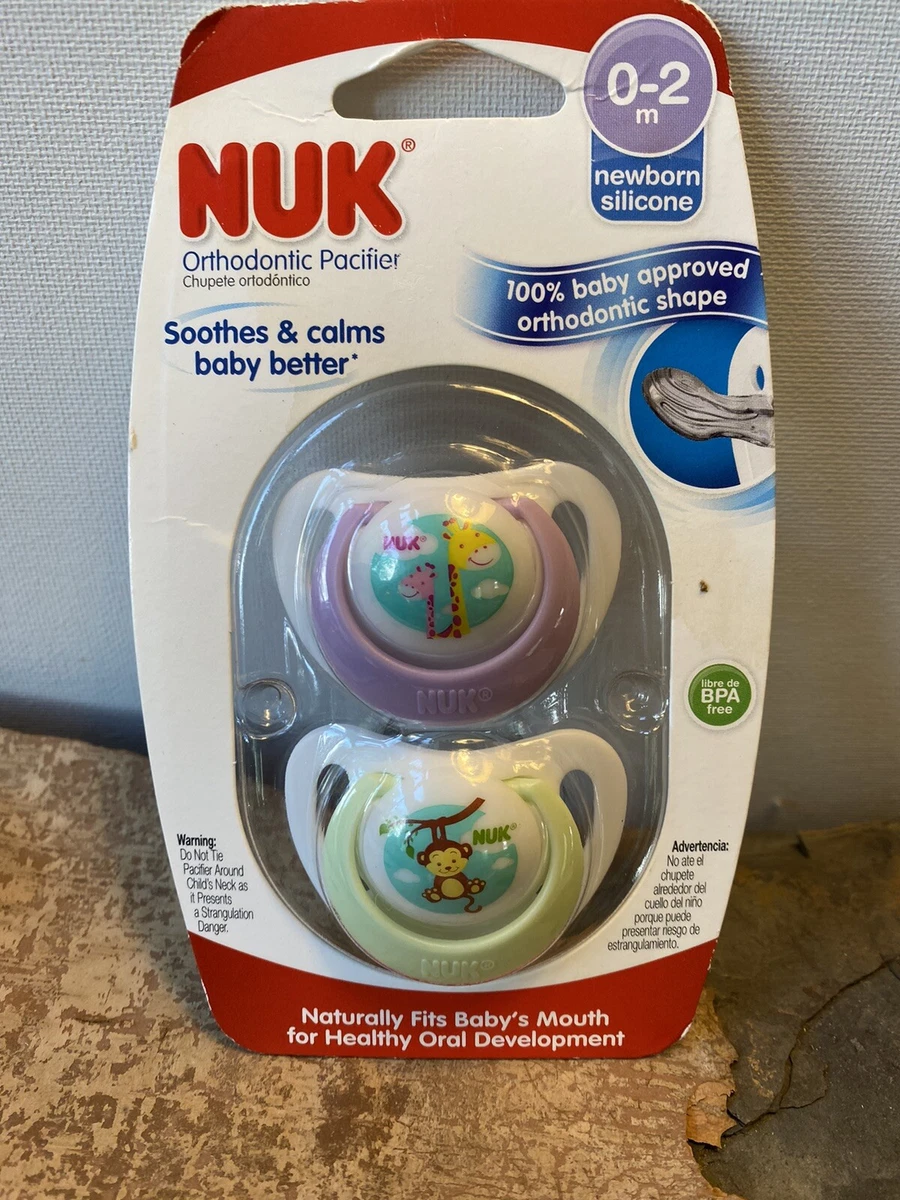 0-2
m
newborn
silicone
NUK®
Orthodontic Pacifier
Chupete ortodóntico
Soothes & calms
baby better*
100% baby approved
orthodontic shape
NUK®
NUK®
libre de
BPA
free
NUK®
NUK®
Warning:
Do Not Tie
Pacifier Around
Child's Neck as
it Presents
a Strangulation
Danger.
Advertencia:
No ate el
chupete
alrededor del
cuello del niño
porque puede
presentar riesgo de
estrangulamiento.
Naturally Fits Baby's Mouth
for Healthy Oral Development